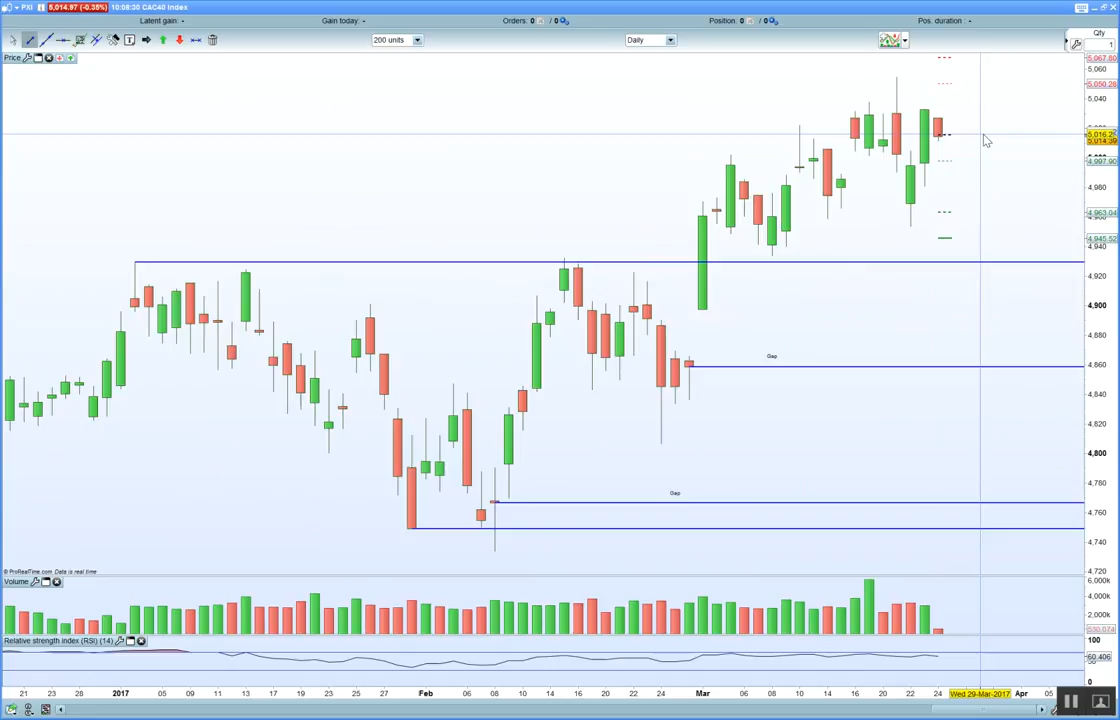 PXI 5,014.97 (-0.35%) 10:08:30 CAC40 Index
Latent gain: - Gain today: - Orders: 0 / 0 Position: 0 / 0 Pos. duration : -
200 units Daily Qty
1
Price
5,067.80
5,060
5,050.28
5,040
5,016.2
5,014.39
4,997.90
4,980
4,963.04
4,945.52
4,940
4,920
4,900
4,880
Gap
4,860
4,840
4,820
4,800
4,780
Gap
4,760
4,740
4,720
© ProRealTime.com Data is real time
Volume
6,000k
4,000k
2,000k
Relative strength index (RSI) (14)
100
60.406
0
21 23 28 2017 05 09 11 13 17 19 23 25 27 Feb 06 08 10 14 16 20 22 24 Mar 06 08 10 14 16 20 22 24 Wed 29-Mar-2017 Apr 05